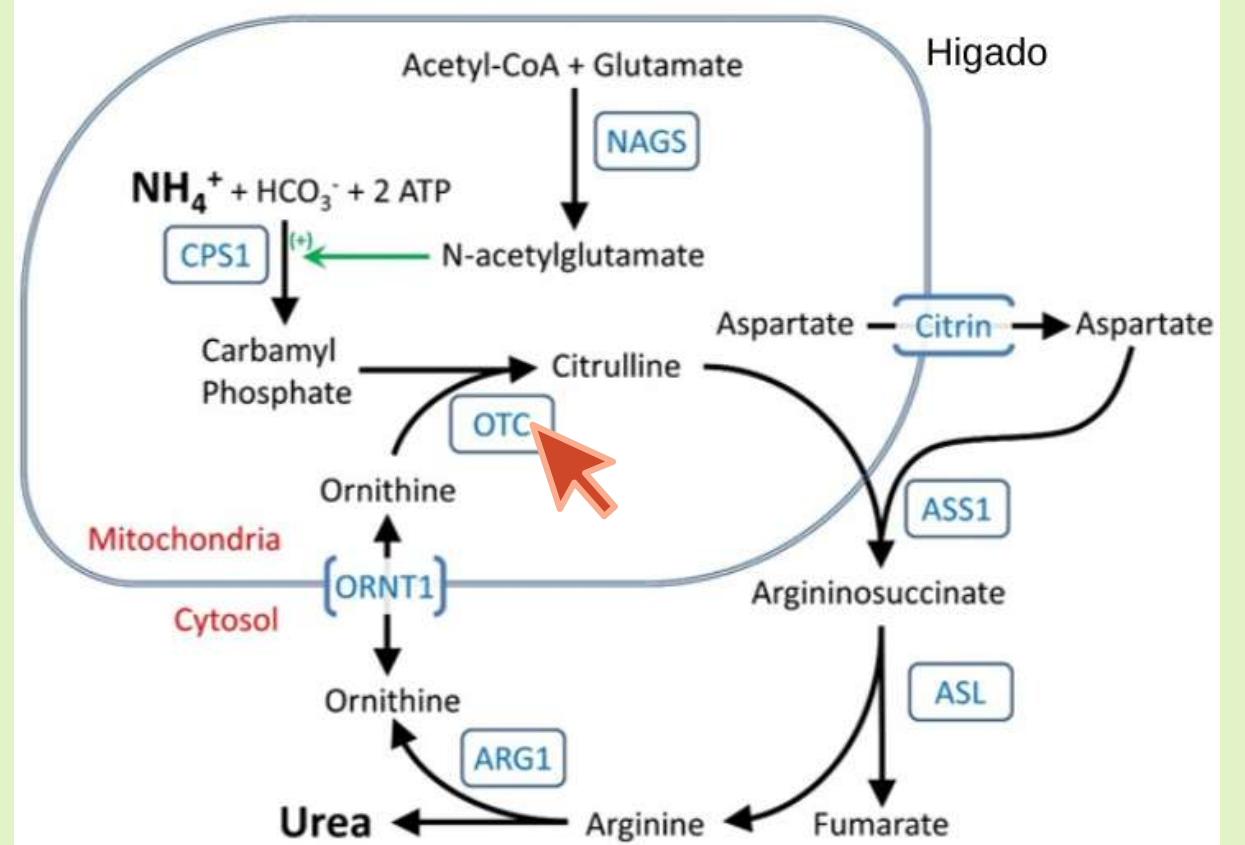 Higado
Acetyl-CoA + Glutamate
NAGS
NH₄⁺ + HCO₃⁻ + 2 ATP
CPS1
(+)
N-acetylglutamate
Aspartate
Citrin
Aspartate
Carbamyl
Phosphate
Citrulline
OTC
Ornithine
ASS1
Mitochondria
ORNT1
Cytosol
Argininosuccinate
Ornithine
ASL
ARG1
Urea
Arginine
Fumarate